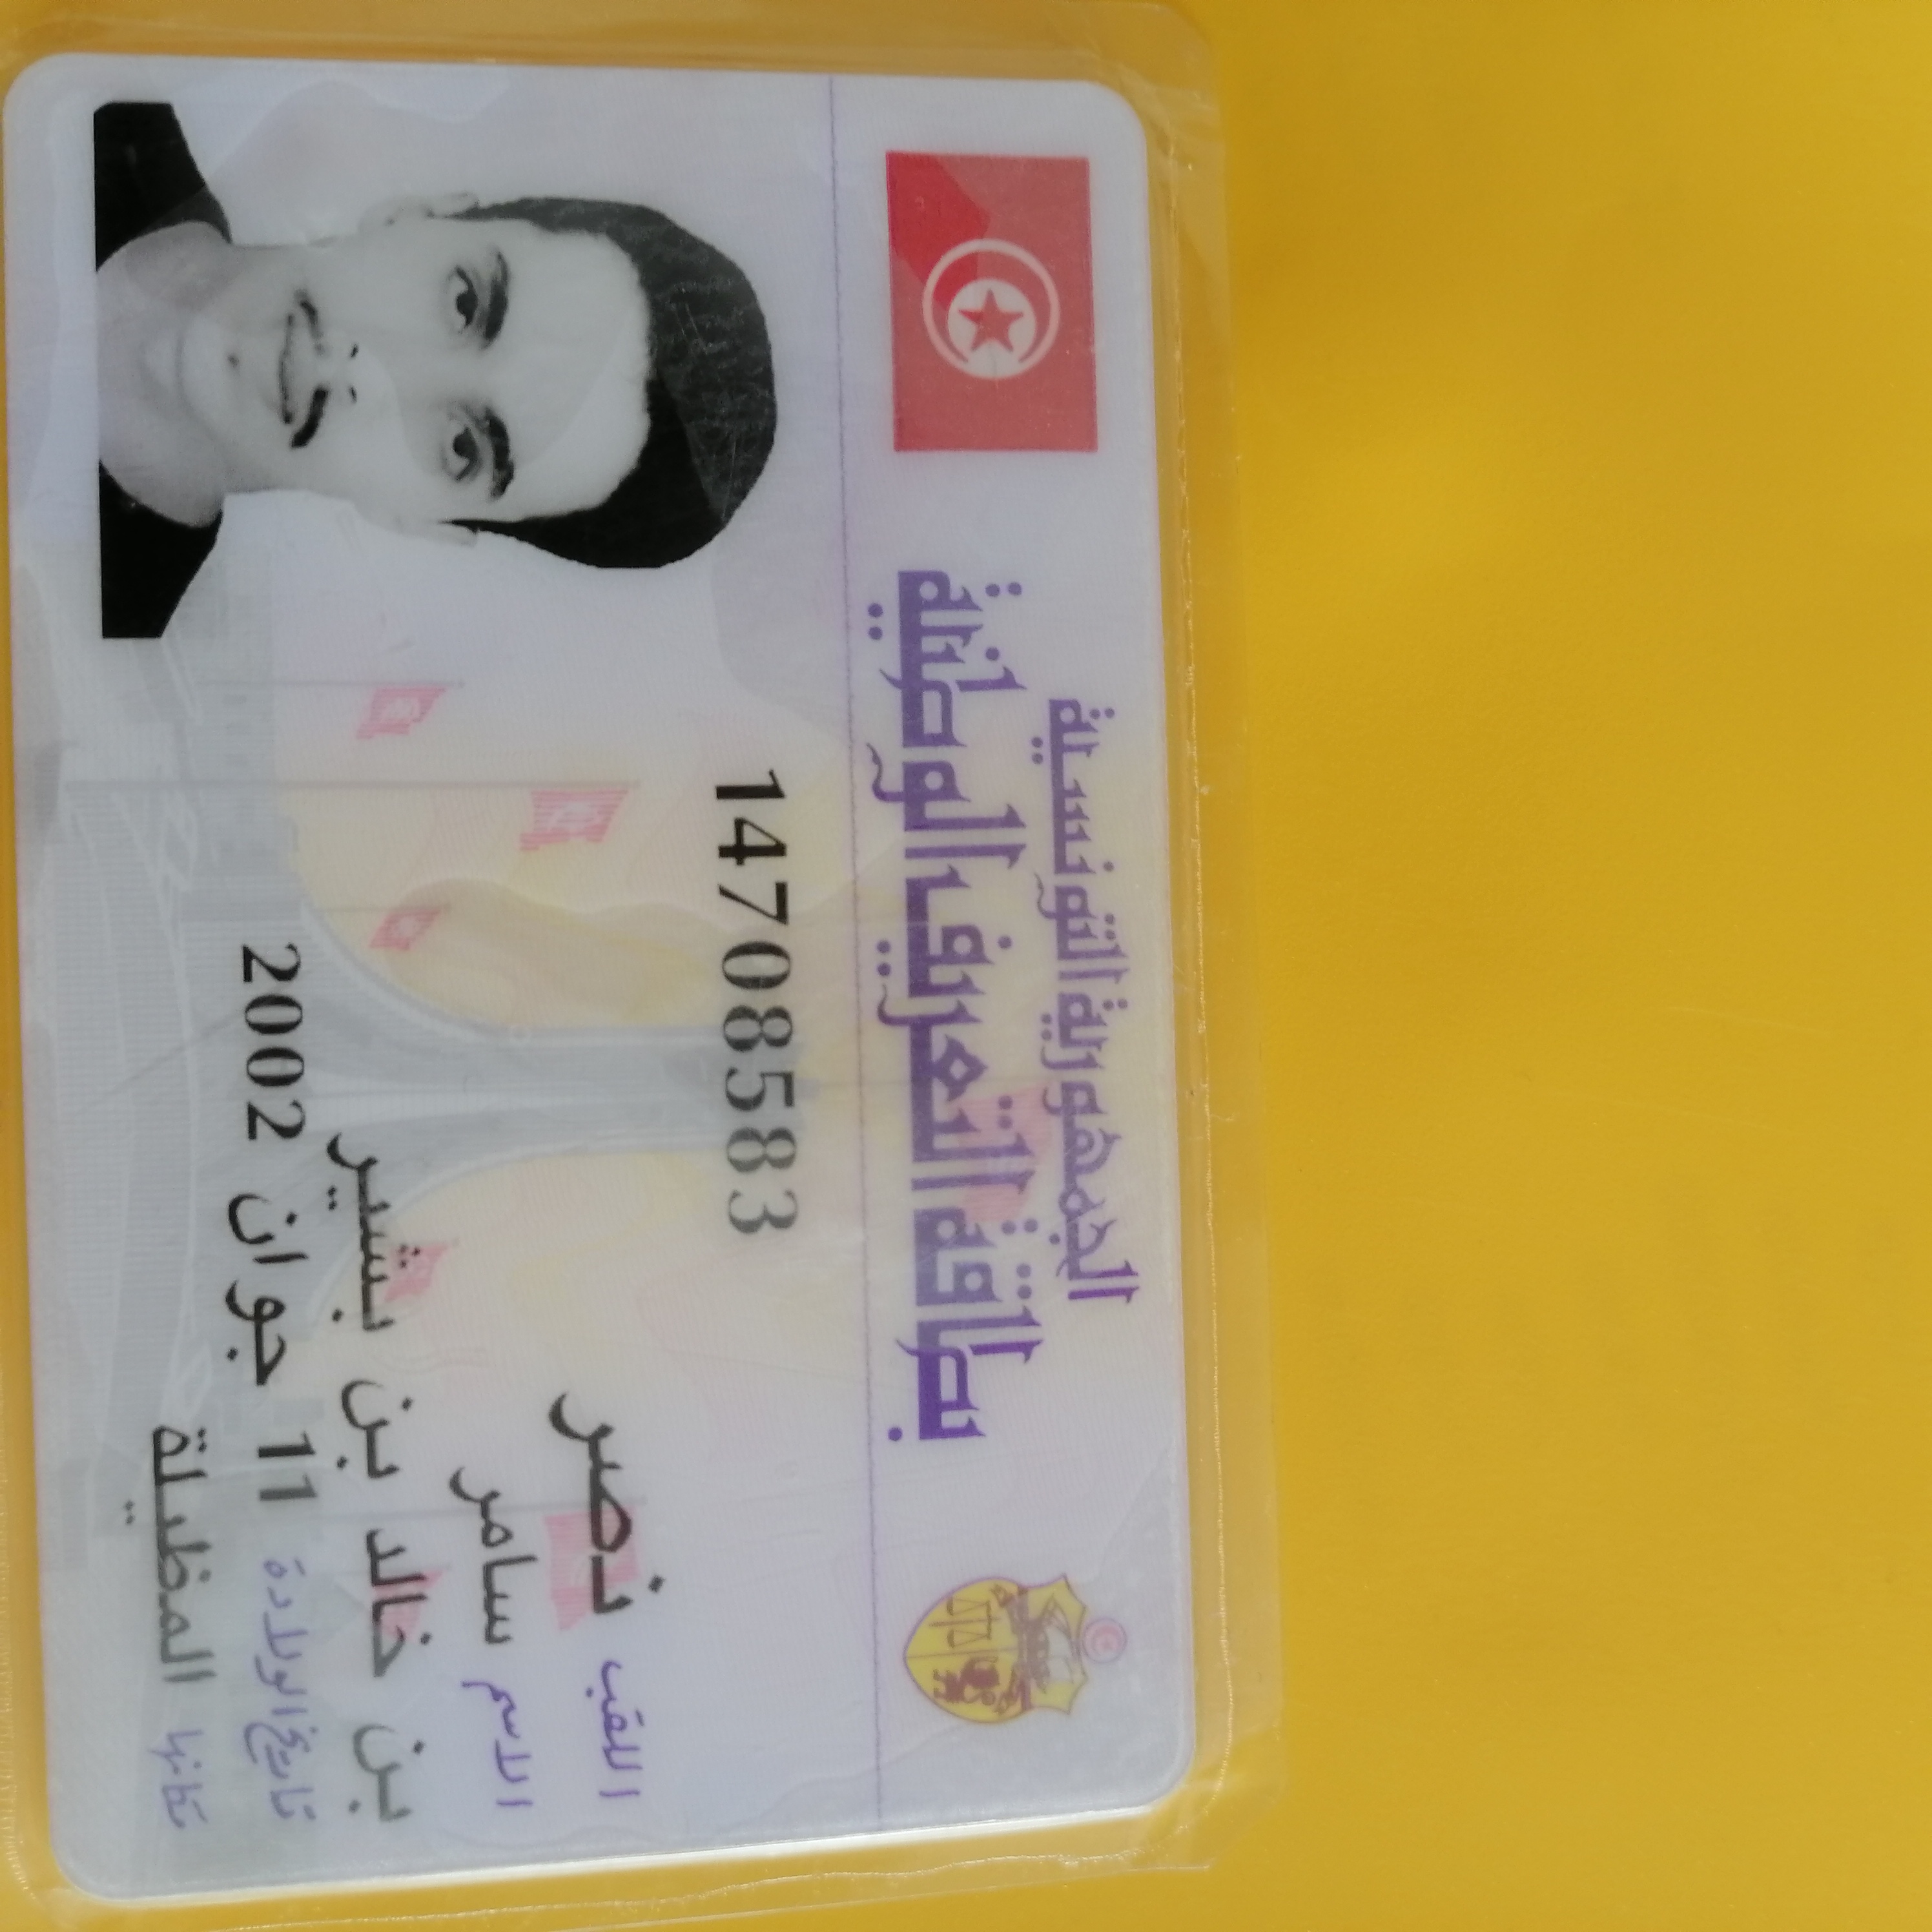 الجمهورية التونسية
بطاقة التعريف الوطنية
14708583
اللقب نصر
الاسم سامر
بن خالد بن بشير
تاريخ الولادة 11 جوان 2002
مكانها المظيلة